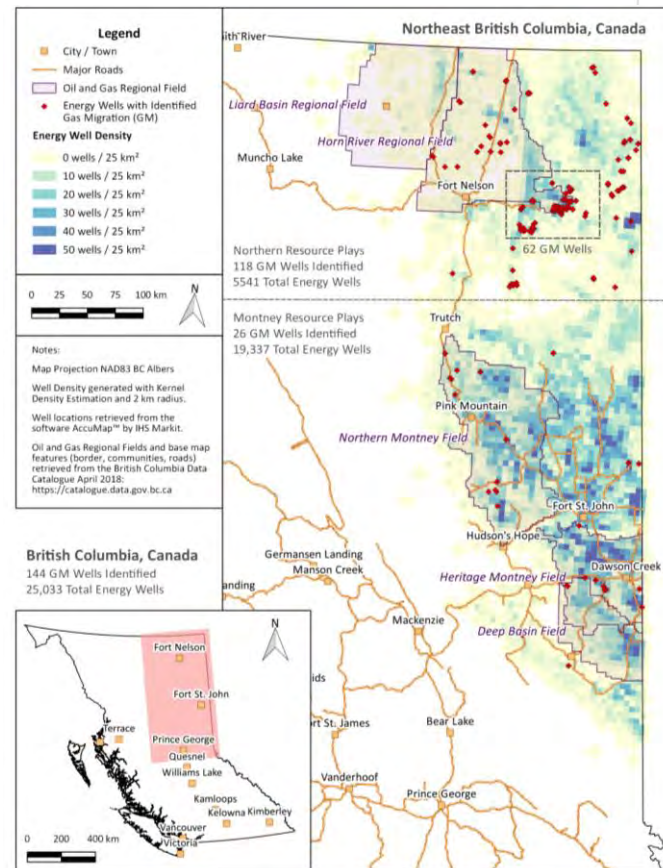 Legend
City / Town
Major Roads
Oil and Gas Regional Field
Energy Wells with Identified
Gas Migration (GM)
Energy Well Density
0 wells / 25 km²
10 wells / 25 km²
20 wells / 25 km²
30 wells / 25 km²
40 wells / 25 km²
50 wells / 25 km²
0 25 50 75 100 km
N
Notes:
Map Projection NAD83 BC Albers
Well Density generated with Kernel
Density Estimation and 2 km radius.
Well locations retrieved from the
software AccuMap™ by IHS Markit.
Oil and Gas Regional Fields and base map
features (border, communities, roads)
retrieved from the British Columbia Data
Catalogue April 2018:
https://catalogue.data.gov.bc.ca
British Columbia, Canada
144 GM Wells Identified
25,033 Total Energy Wells
N
Fort Nelson
Fort St. John
Terrace
Prince George
Quesnel
Williams Lake
Kamloops
Kelowna
Kimberley
Vancouver
Victoria
0 200 400 km
Northeast British Columbia, Canada
ith River
Liard Basin Regional Field
Horn River Regional Field
Muncho Lake
Fort Nelson
62 GM Wells
Northern Resource Plays
118 GM Wells Identified
5541 Total Energy Wells
Montney Resource Plays
26 GM Wells Identified
19,337 Total Energy Wells
Trutch
Pink Mountain
Northern Montney Field
Fort St. John
Hudson's Hope
Germansen Landing
Manson Creek
anding
Dawson Creek
Heritage Montney Field
Mackenzie
Deep Basin Field
ids
rt St. James
Bear Lake
Vanderhoof
Prince George